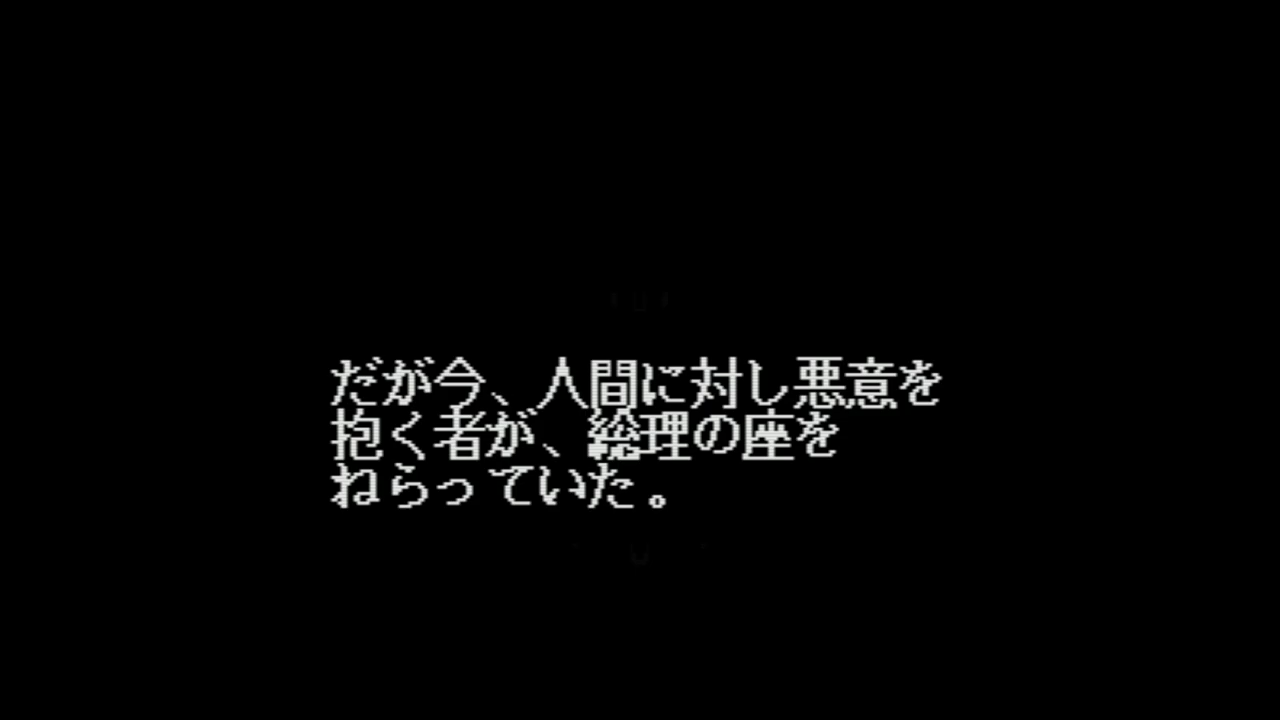 だが今、人間に対し悪意を
抱く者が、総理の座を
ねらっていた。